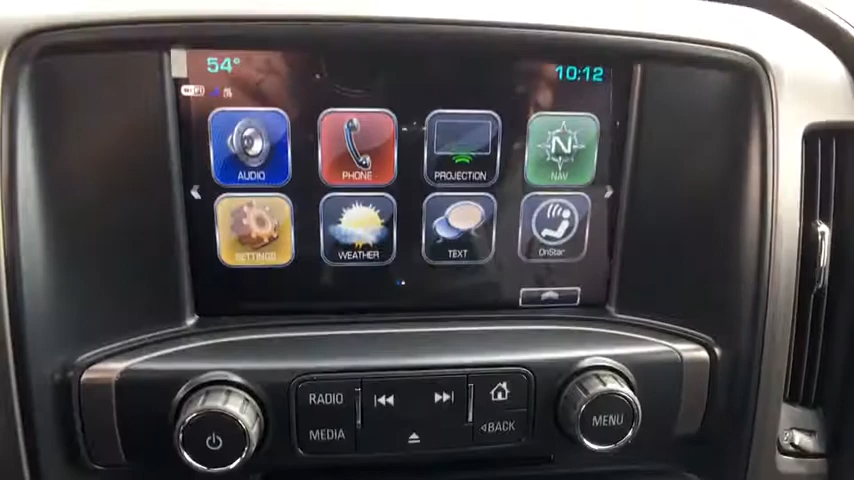 54° 10:12
WiFi
AUDIO PHONE PROJECTION NAV
N
SETTINGS WEATHER TEXT OnStar
RADIO
MEDIA
BACK
MENU